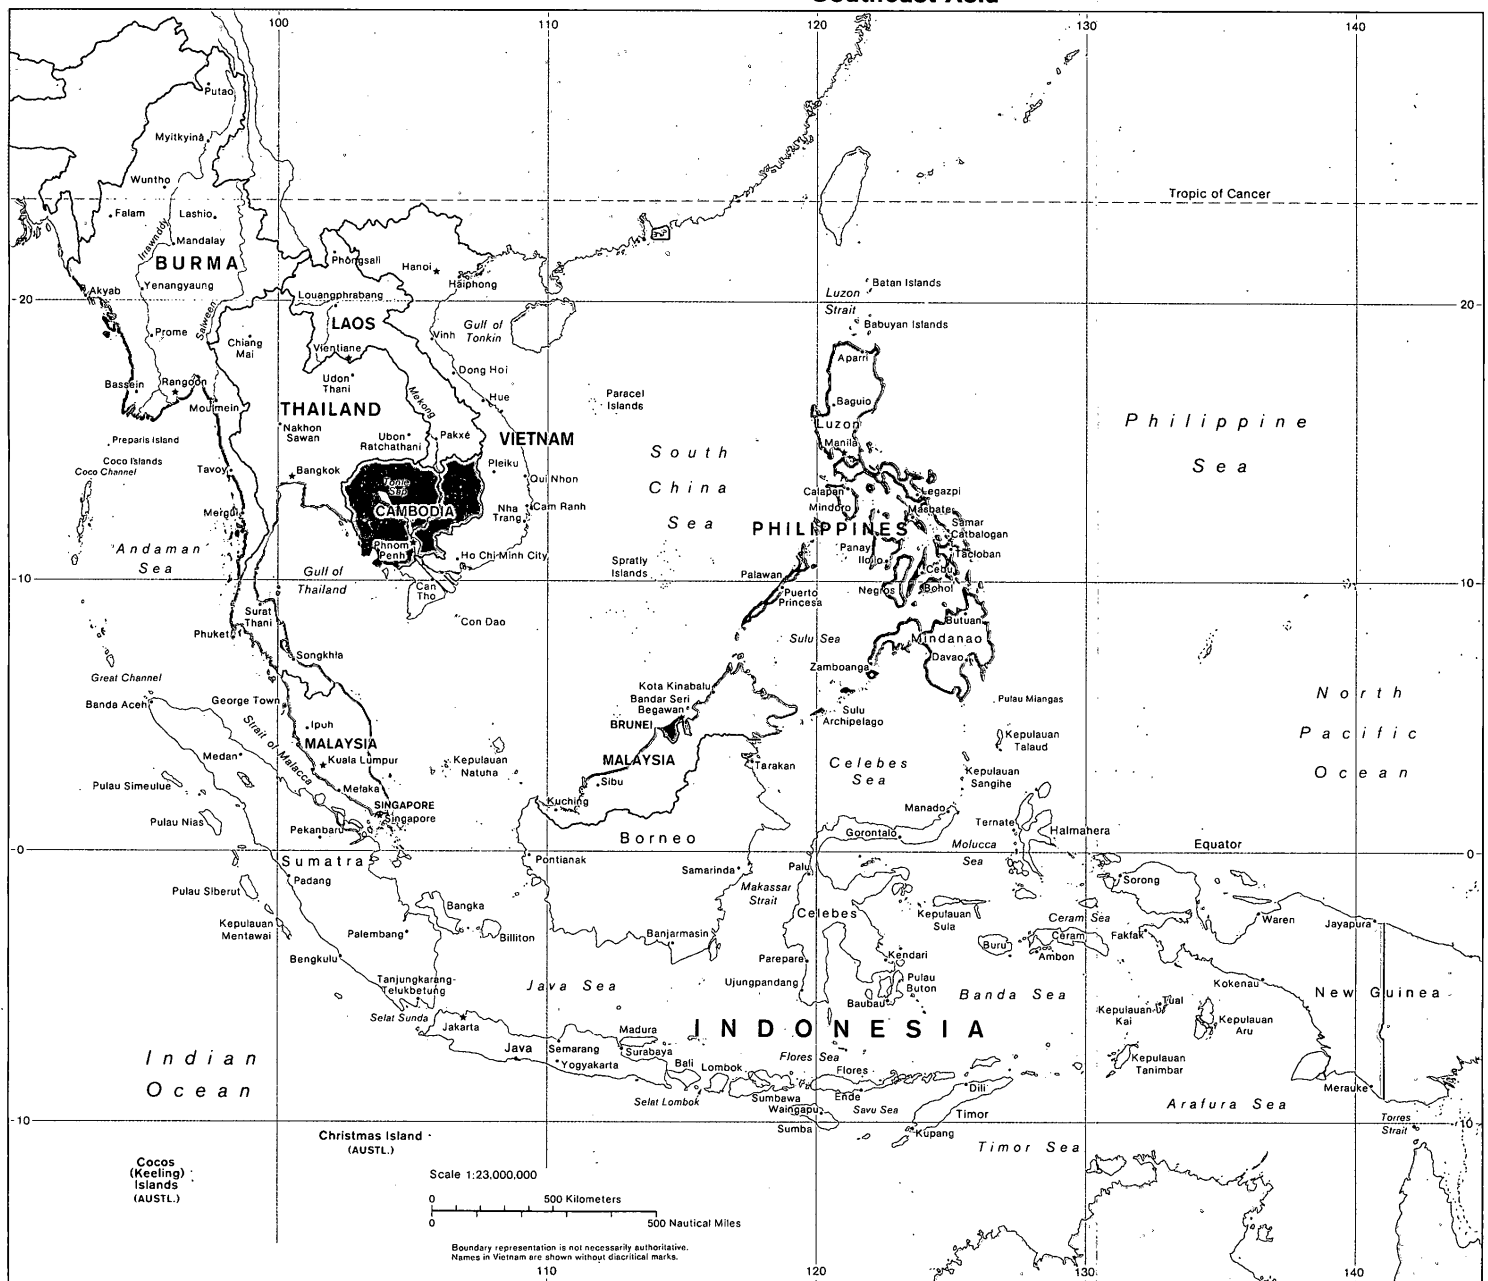 Southeast Asia
100
110
120
130
140
Putao
Myitkyinā
Wuntho
Tropic of Cancer
Falam
Lashio
Irrawaddy
Mandalay
BURMA
Phôngsali
Hanoi
Haiphong
Akyab
Yenangyaung
Louangphrabang
Batan Islands
20
20
Luzon
Strait
Salween
LAOS
Gulf of
Tonkin
Babuyan Islands
Prome
Chiang
Mai
Vinh
Vientiane
Aparri
Bassein
Rangoon
Udon
Thani
Dong Hoi
Mekong
Paracel
Islands
Moulmein
THAILAND
Hue
Baguio
Nakhon
Sawan
Luzon
Philippine
Sea
Preparis Island
Ubon
Ratchathani
Pakxé
VIETNAM
Manila
South
China
Sea
Coco Islands
Coco Channel
Tavoy
Bangkok
Pleiku
Qui Nhon
Tonle
Sap
Calapan
Mindoro
Legazpi
Masbate
Mergui
CAMBODIA
Nha
Trang
Cam Ranh
PHILIPPINES
Samar
Catbalogan
Tacloban
Andaman
Sea
Phnom
Penh
Ho Chi Minh City
Panay
Iloilo
Spratly
Islands
Cebu
10
10
Gulf of
Thailand
Can
Tho
Palawan
Puerto
Princesa
Negros
Bohol
Surat
Thani
Con Dao
Butuan
Phuket
Sulu Sea
Mindanao
Songkhla
Zamboanga
Davao
Great Channel
Banda Aceh
George Town
Kota Kinabalu
Bandar Seri
Begawan
Pulau Miangas
North
Pacific
Ocean
Ipuh
BRUNEI
Sulu
Archipelago
Strait of Malacca
MALAYSIA
Kepulauan
Talaud
Medan
Kuala Lumpur
Kepulauan
Natuna
MALAYSIA
Tarakan
Celebes
Sea
Kepulauan
Sangihe
Pulau Simeulue
Melaka
Sibu
SINGAPORE
Singapore
Kuching
Manado
Pulau Nias
Pekanbaru
Ternate
Halmahera
Borneo
Gorontalo
Molucca
Sea
Equator
0
0
Sumatra
Pontianak
Samarinda
Palu
Padang
Sorong
Pulau Siberut
Makassar
Strait
Bangka
Celebes
Kepulauan
Sula
Ceram Sea
Waren
Jayapura
Kepulauan
Mentawai
Palembang
Billiton
Banjarmasin
Buru
Ceram
Fakfak
Ambon
Bengkulu
Parepare
Kendari
Tanjungkarang-
Telukbetung
Java Sea
Ujungpandang
Pulau
Buton
Banda Sea
Kokenau
New Guinea
Baubau
Tual
Kepulauan
Kai
Selat Sunda
Jakarta
Madura
INDONESIA
Kepulauan
Aru
Indian
Ocean
Java
Semarang
Surabaya
Flores Sea
Yogyakarta
Bali
Lombok
Flores
Kepulauan
Tanimbar
Dili
Merauke
Selat Lombok
Sumbawa
Ende
Waingapu
Savu Sea
Arafura Sea
Timor
Torres
Strait
10
10
Sumba
Kupang
Christmas Island
(AUSTL.)
Timor Sea
Cocos
(Keeling)
Islands
(AUSTL.)
Scale 1:23,000,000
0
500 Kilometers
0
500 Nautical Miles
Boundary representation is not necessarily authoritative.
Names in Vietnam are shown without diacritical marks.
110
120
130
140